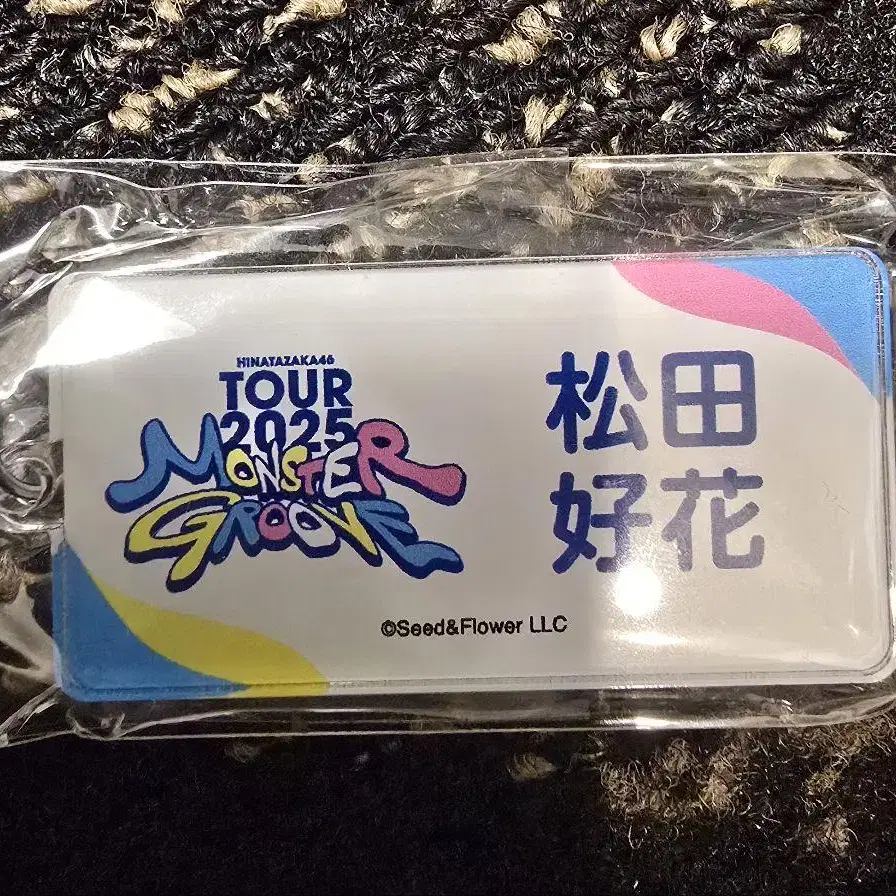 HINATAZAKA46
TOUR
2025
MONSTER
GROOVE
松田
好花
©Seed&Flower LLC